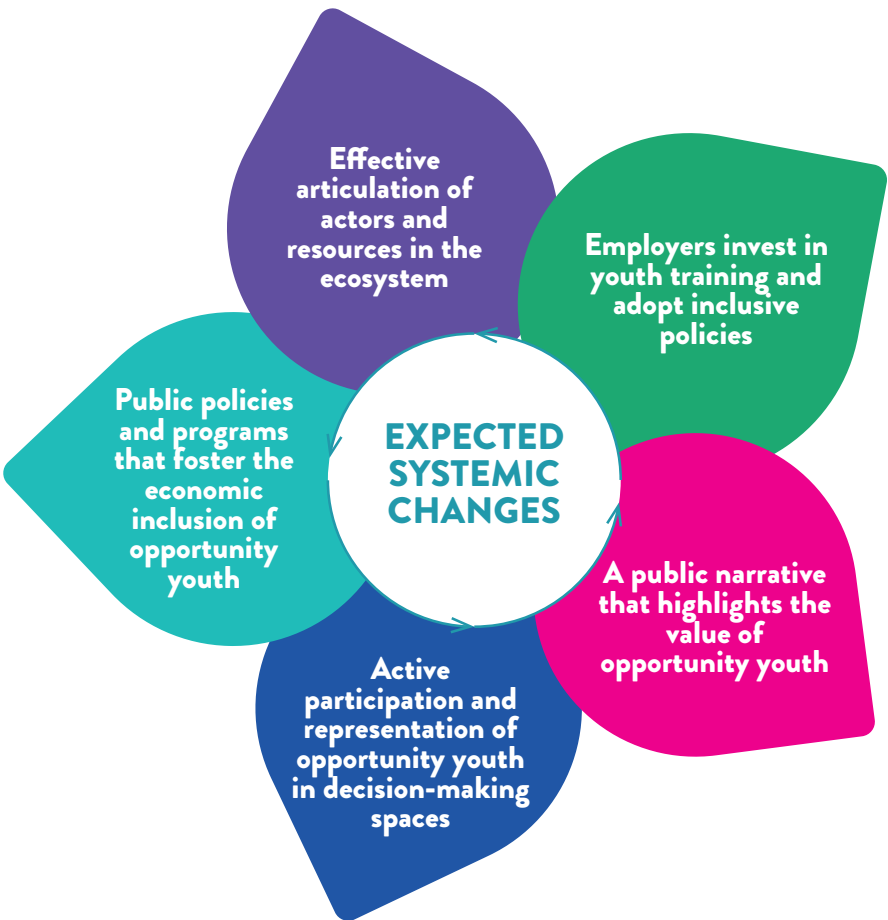 Effective
articulation of
actors and
resources in the
ecosystem
Employers invest in
youth training and
adopt inclusive
policies
Public policies
and programs
that foster the
economic
inclusion of
opportunity
youth
EXPECTED
SYSTEMIC
CHANGES
A public narrative
that highlights the
value of
opportunity youth
Active
participation and
representation of
opportunity youth
in decision-making
spaces